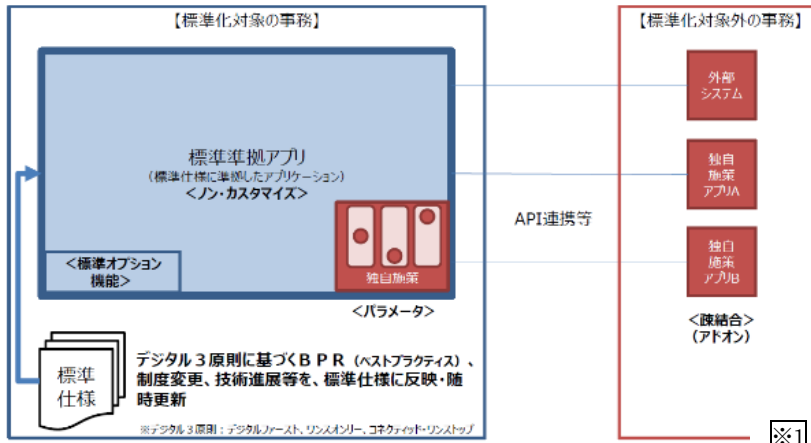 【標準化対象の事務】
【標準化対象外の事務】
標準準拠アプリ
(標準仕様に準拠したアプリケーション)
<ノン・カスタマイズ>
<標準オプション
機能>
独自施策
<パラメータ>
API連携等
外部
システム
独自
施策
アプリA
独自
施策
アプリB
<疎結合>
(アドオン)
標準
仕様
デジタル3原則に基づくBPR(ベストプラクティス)、
制度変更、技術進展等を、標準仕様に反映・随
時更新
※デジタル3原則:デジタルファースト、ワンスオンリー、コネクティッド・ワンストップ
※1